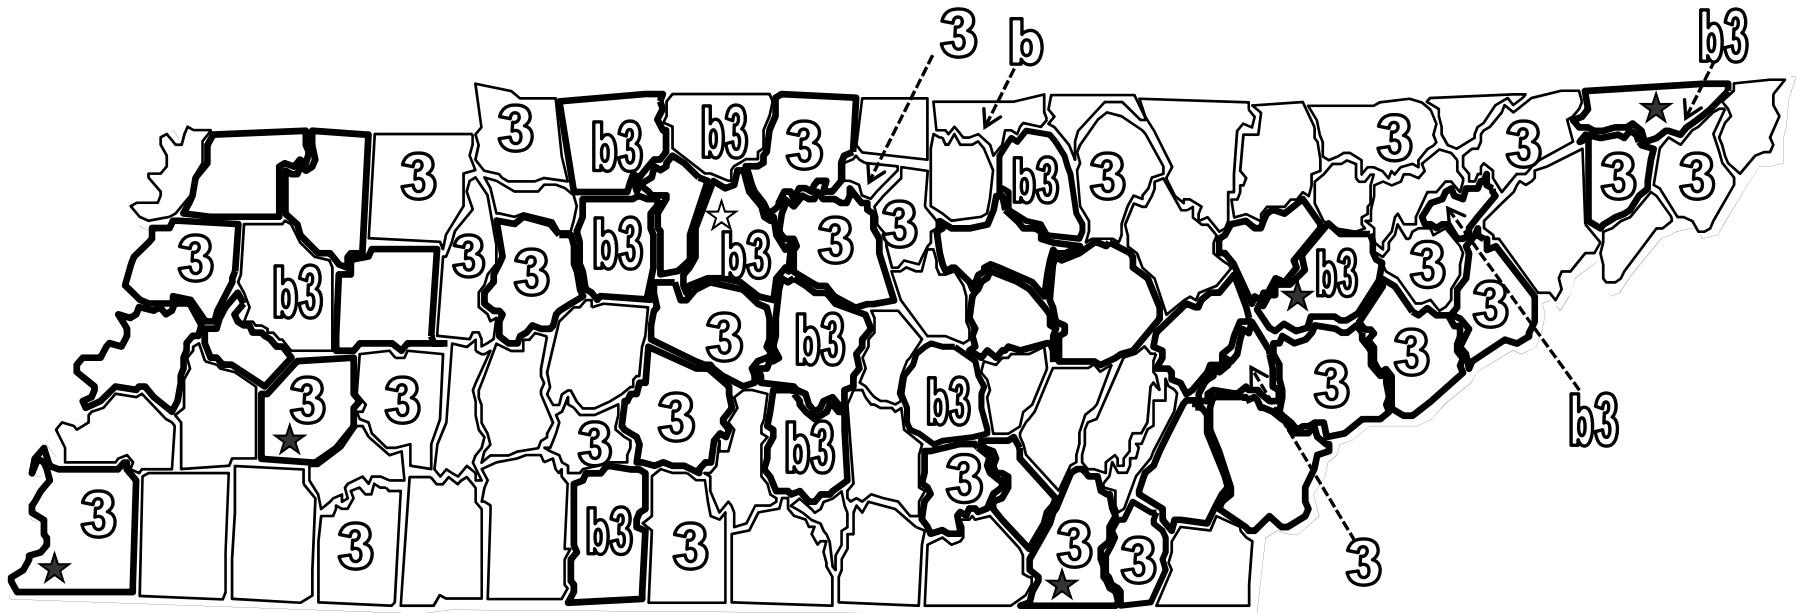 3 b b3
3 b3 b3 3 3
3 b3 3 3 3 3
3 b3 3 3 3
b3 3 b3 3 b3 3
3 b3 3
3 b3 3 3
3 3 3 b3 b3
3 3 b3 3
3 3 b3 3 3 3 3